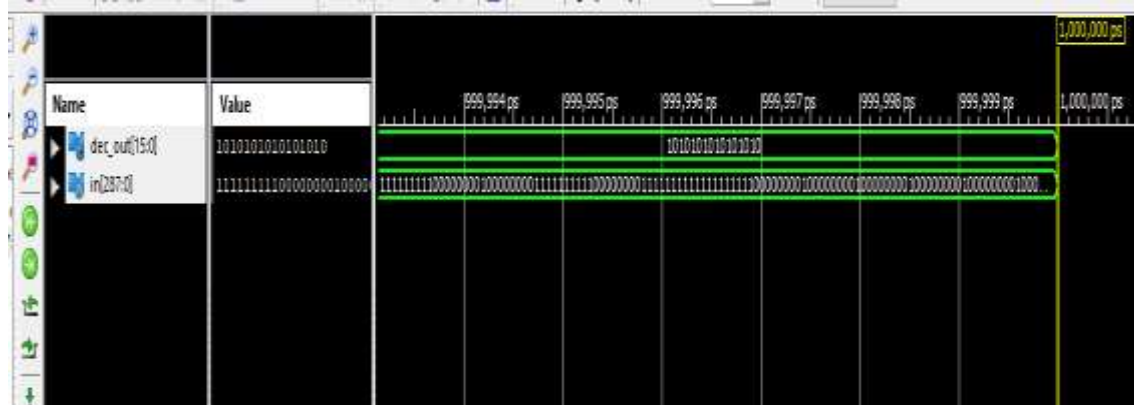 1,000,000 ps
Name Value 999,994 ps 999,995 ps 999,996 ps 999,997 ps 999,998 ps 999,999 ps 1,000,000 ps
dec_out[15:0] 1010101010101010 1010101010101010
in[287:0]